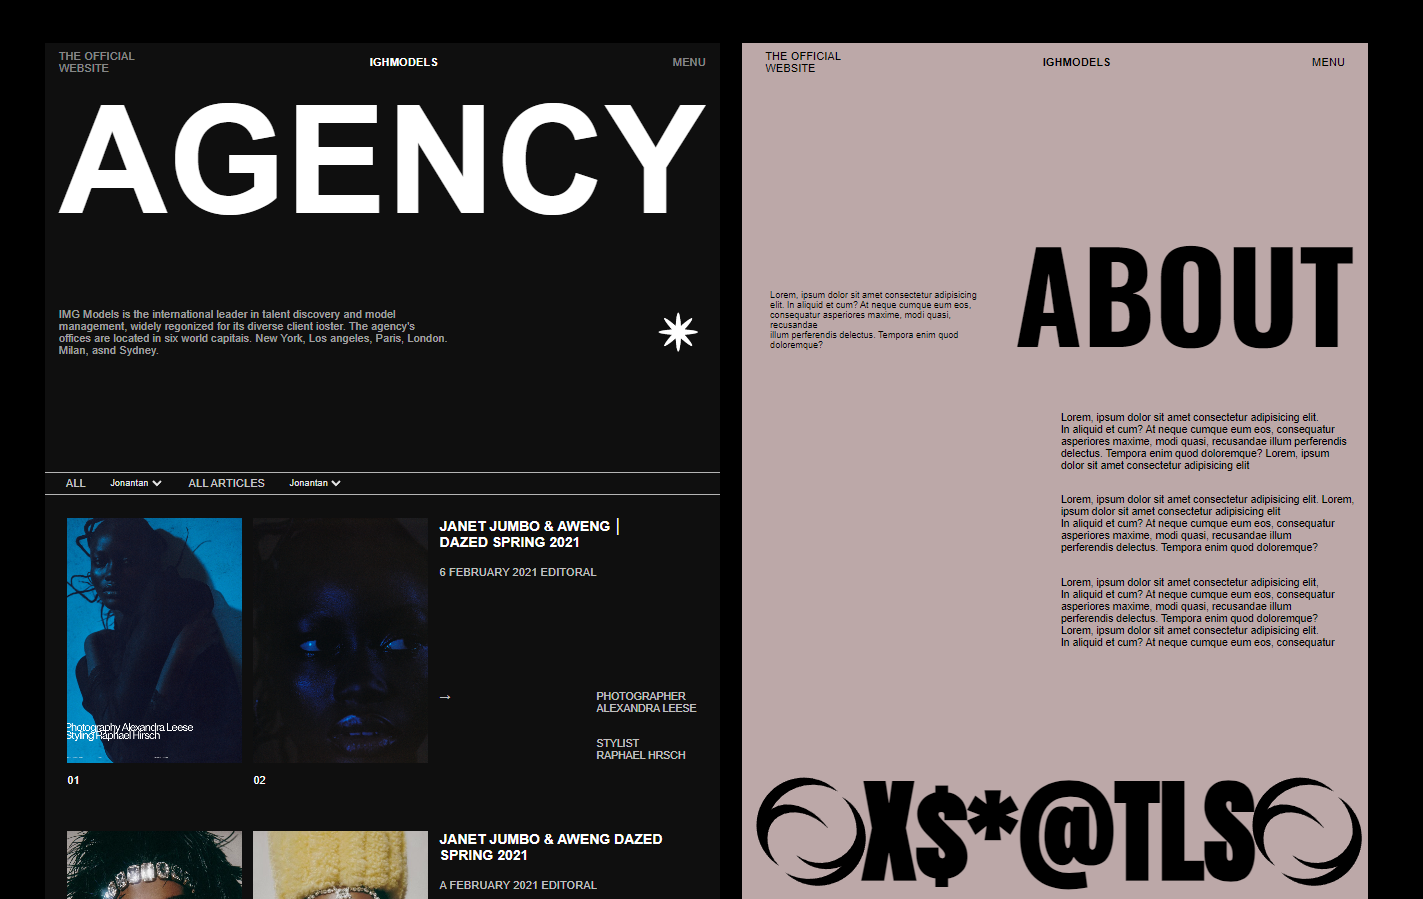 THE OFFICIAL
WEBSITE
IGHMODELS
MENU
AGENCY
IMG Models is the international leader in talent discovery and model
management, widely regonized for its diverse client ioster. The agency's
offices are located in six world capitais. New York, Los angeles, Paris, London.
Milan, asnd Sydney.
ALL
Jonantan
ALL ARTICLES
Jonantan
JANET JUMBO & AWENG |
DAZED SPRING 2021
6 FEBRUARY 2021 EDITORAL
Photography Alexandra Leese
Styling Raphael Hirsch
→
PHOTOGRAPHER
ALEXANDRA LEESE
STYLIST
RAPHAEL HRSCH
01
02
JANET JUMBO & AWENG DAZED
SPRING 2021
A FEBRUARY 2021 EDITORAL
THE OFFICIAL
WEBSITE
IGHMODELS
MENU
ABOUT
Lorem, ipsum dolor sit amet consectetur adipisicing
elit. In aliquid et cum? At neque cumque eum eos,
consequatur asperiores maxime, modi quasi,
recusandae
illum perferendis delectus. Tempora enim quod
doloremque?
Lorem, ipsum dolor sit amet consectetur adipisicing elit.
In aliquid et cum? At neque cumque eum eos, consequatur
asperiores maxime, modi quasi, recusandae illum perferendis
delectus. Tempora enim quod doloremque? Lorem, ipsum
dolor sit amet consectetur adipisicing elit
Lorem, ipsum dolor sit amet consectetur adipisicing elit. Lorem,
ipsum dolor sit amet consectetur adipisicing elit
In aliquid et cum? At neque cumque eum eos, consequatur
asperiores maxime, modi quasi, recusandae illum
perferendis delectus. Tempora enim quod doloremque?
Lorem, ipsum dolor sit amet consectetur adipisicing elit,
In aliquid et cum? At neque cumque eum eos, consequatur
asperiores maxime, modi quasi, recusandae illum
perferendis delectus. Tempora enim quod doloremque?
Lorem, ipsum dolor sit amet consectetur adipisicing elit.
In aliquid et cum? At neque cumque eum eos, consequatur
X$*@TLS